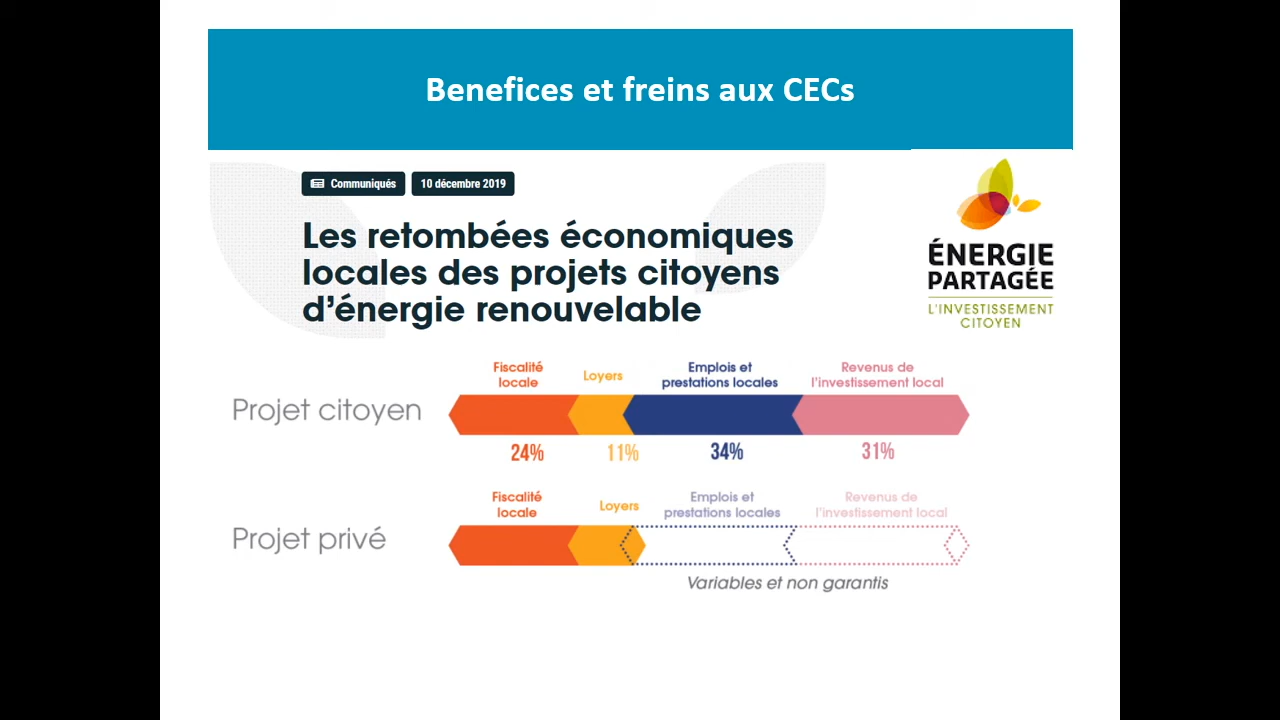 Benefices et freins aux CECs
Communiqués
10 décembre 2019
Les retombées économiques
locales des projets citoyens
d'énergie renouvelable
ÉNERGIE
PARTAGÉE
L'INVESTISSEMENT
CITOYEN
Projet citoyen
Fiscalité
locale
Loyers
Emplois et
prestations locales
Revenus de
l'investissement local
24%
11%
34%
31%
Projet privé
Fiscalité
locale
Loyers
Emplois et
prestations locales
Revenus de
l'investissement local
Variables et non garantis